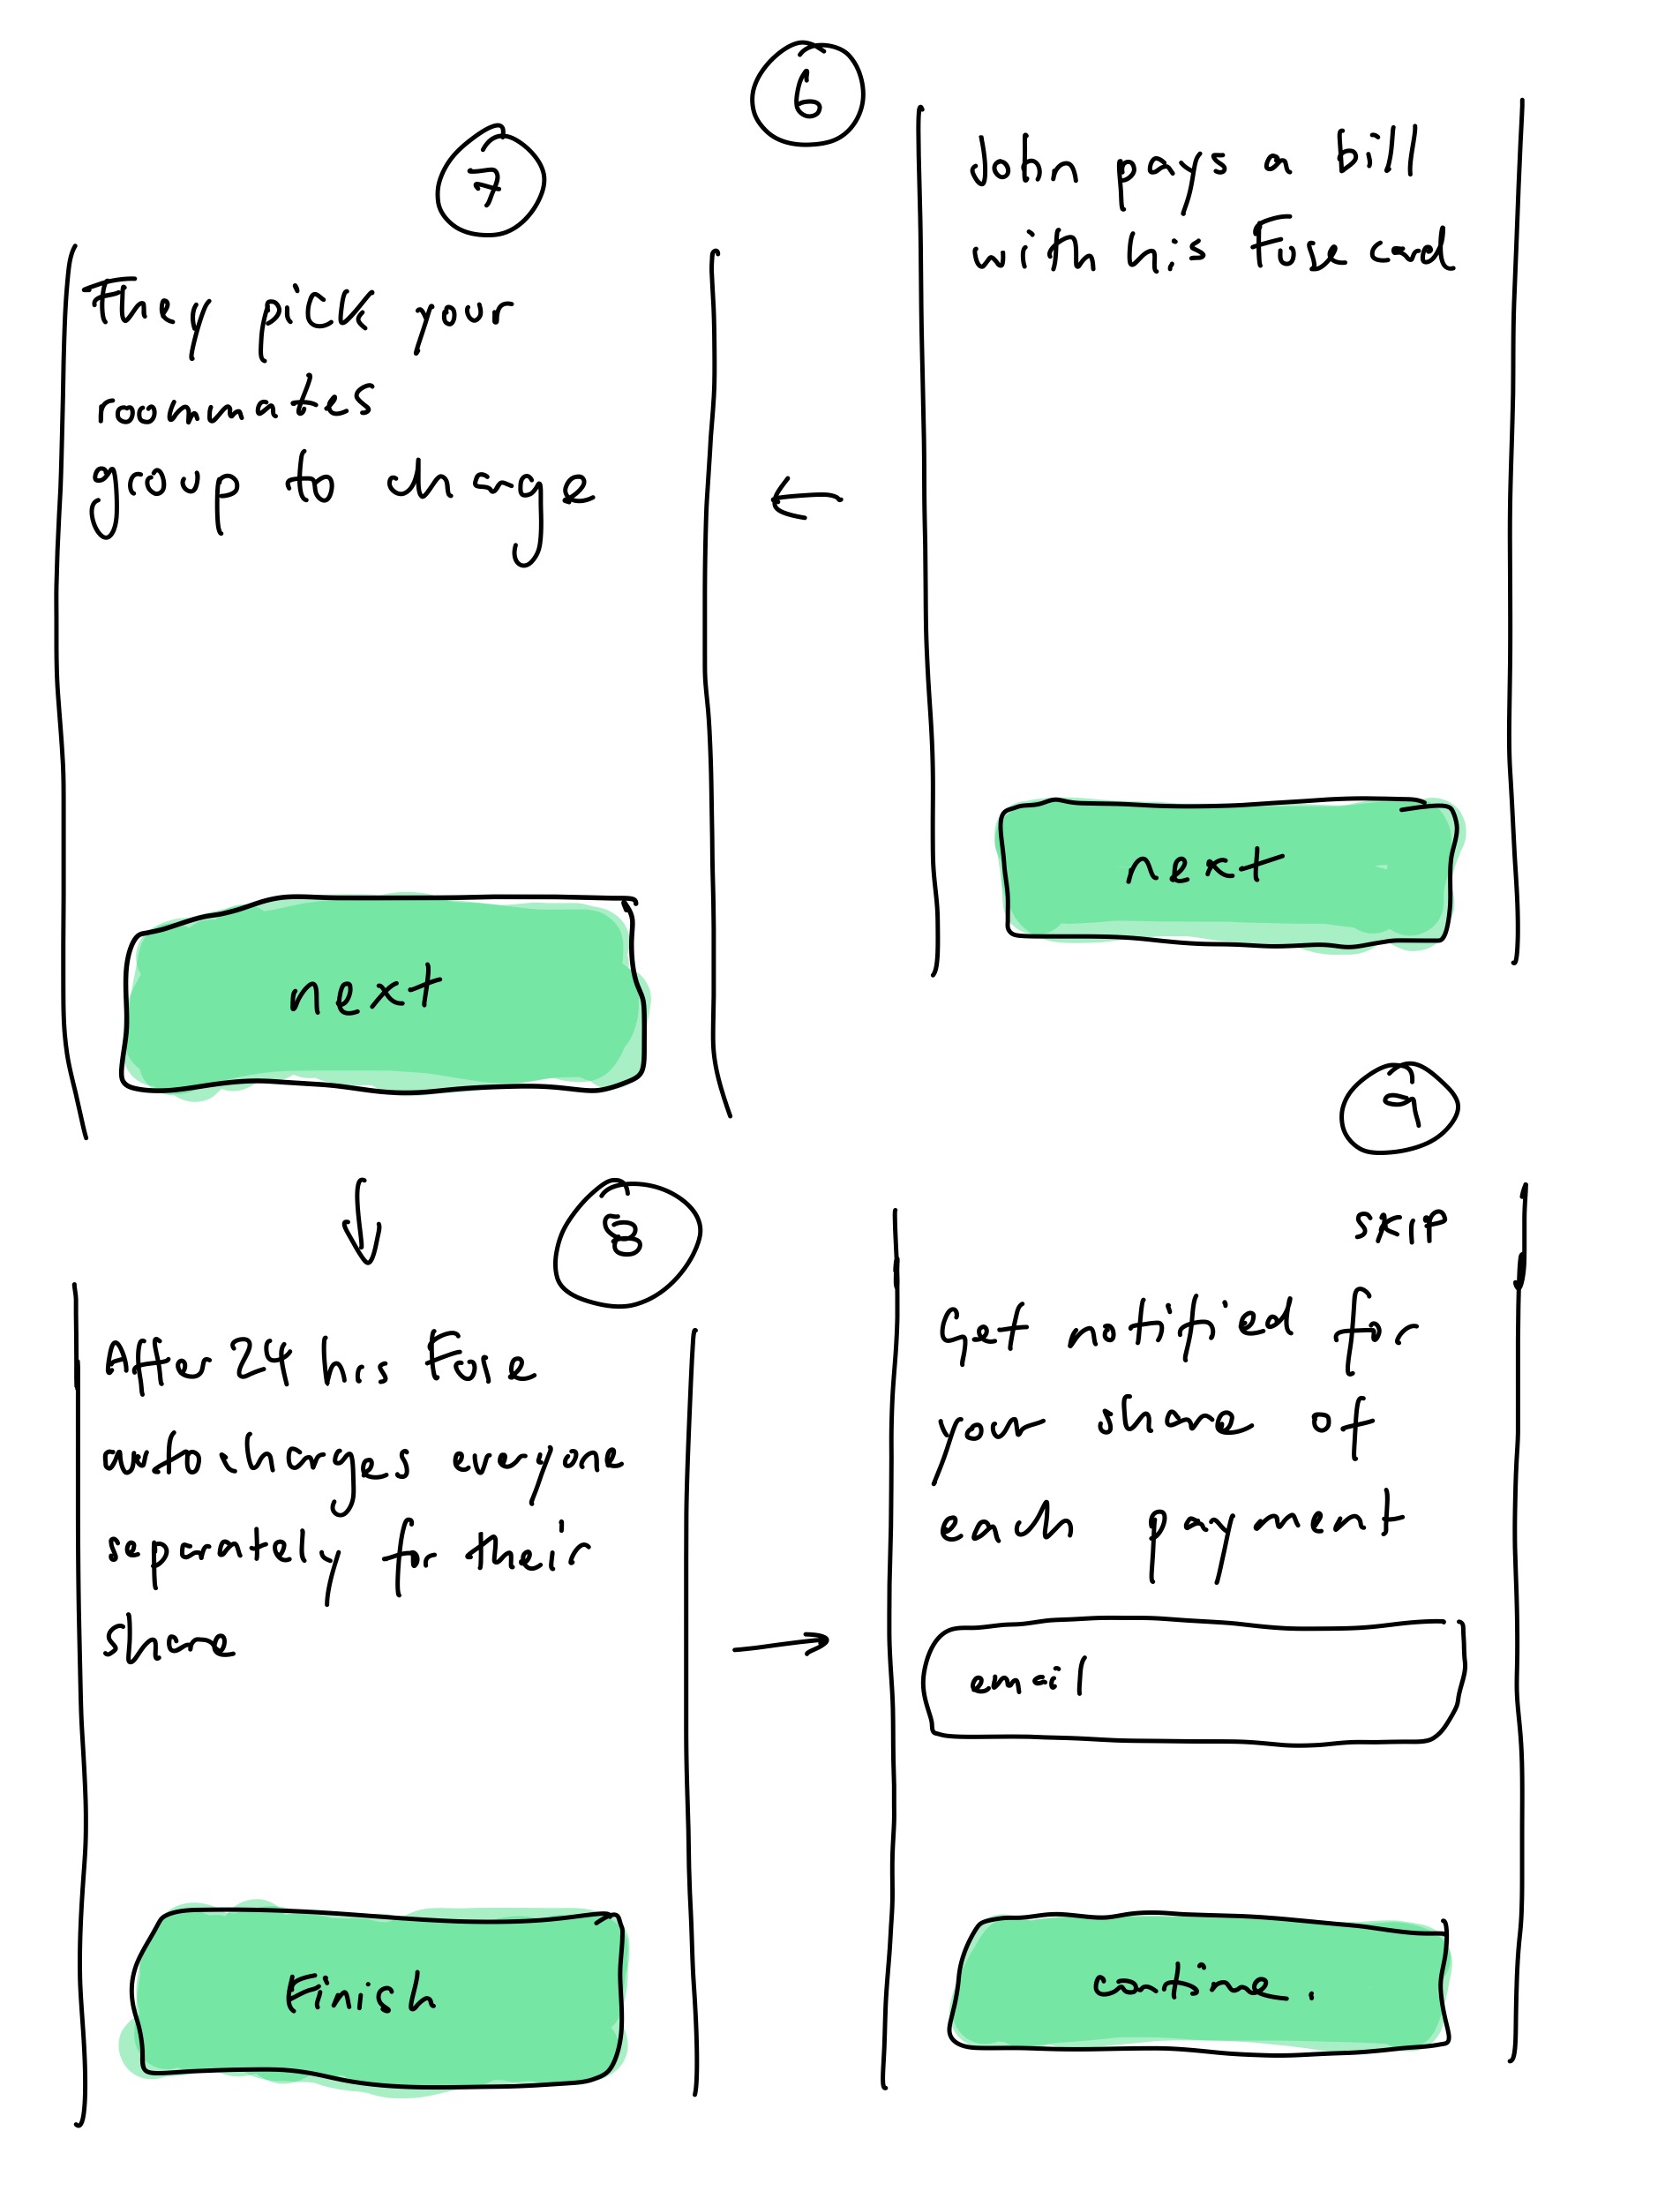 6
John pays a bill
with his Fuse card
next
7
They pick your
roommates
group to charge
next
8
After 24 hrs Fuse
auto charges everyone
separately for their
share
Finish
9
SKIP
Get notified for
your share of
each payment
email
continue.